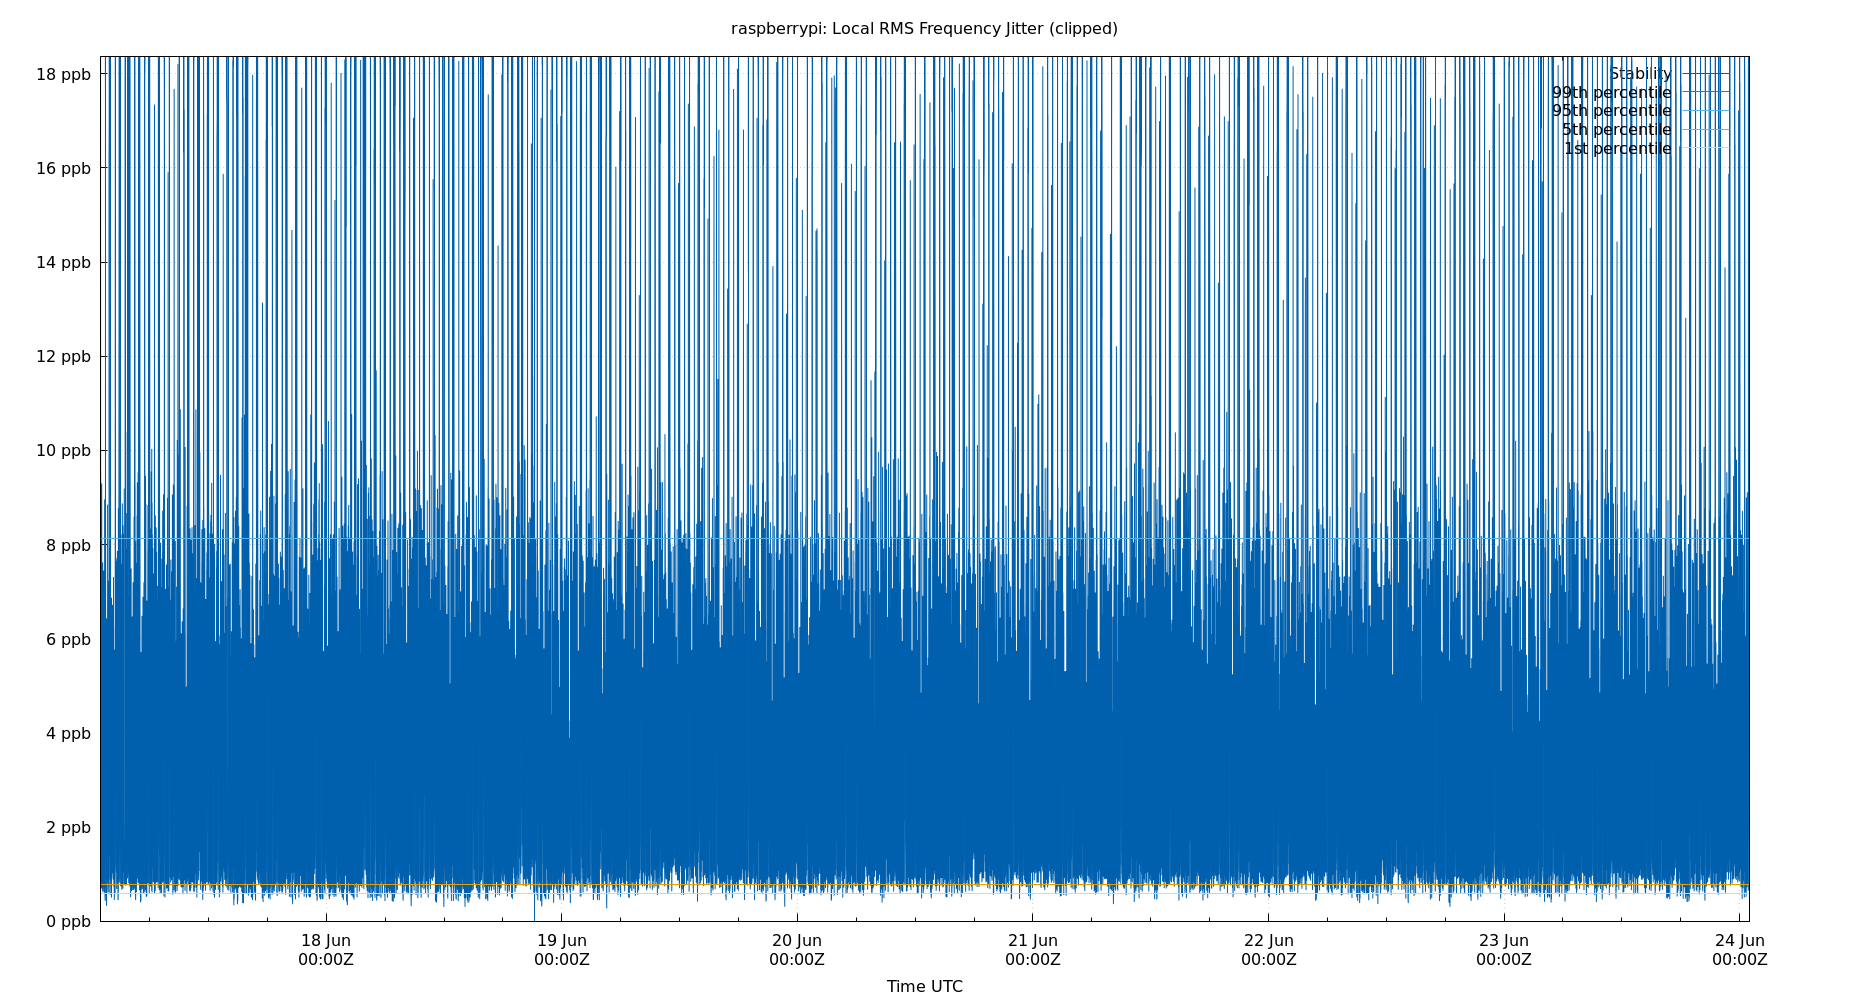 raspberrypi: Local RMS Frequency Jitter (clipped)
18 ppb
16 ppb
14 ppb
12 ppb
10 ppb
8 ppb
6 ppb
4 ppb
2 ppb
0 ppb
Stability
99th percentile
95th percentile
5th percentile
1st percentile
18 Jun
00:00Z
19 Jun
00:00Z
20 Jun
00:00Z
21 Jun
00:00Z
22 Jun
00:00Z
23 Jun
00:00Z
24 Jun
00:00Z
Time UTC